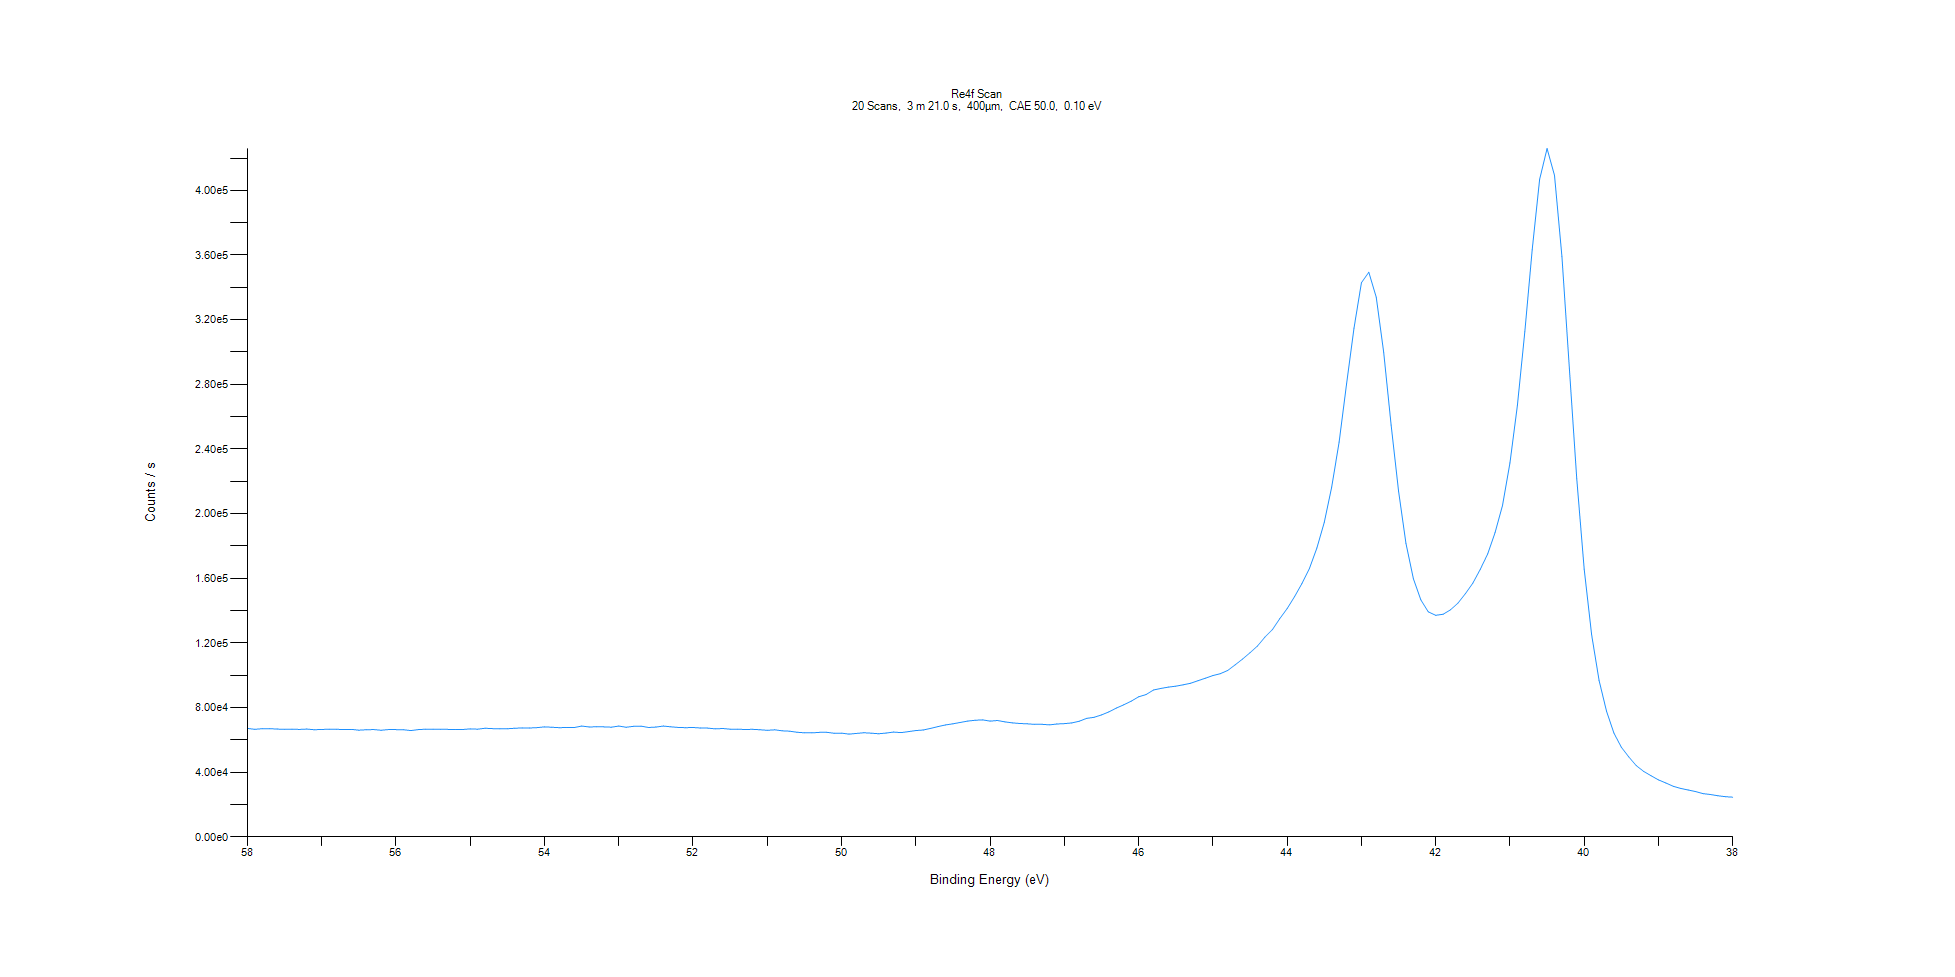 Re4f Scan
20 Scans, 3 m 21.0 s, 400µm, CAE 50.0, 0.10 eV
4.00e5
3.60e5
3.20e5
2.80e5
2.40e5
Counts / s
2.00e5
1.60e5
1.20e5
8.00e4
4.00e4
0.00e0
58 56 54 52 50 48 46 44 42 40 38
Binding Energy (eV)